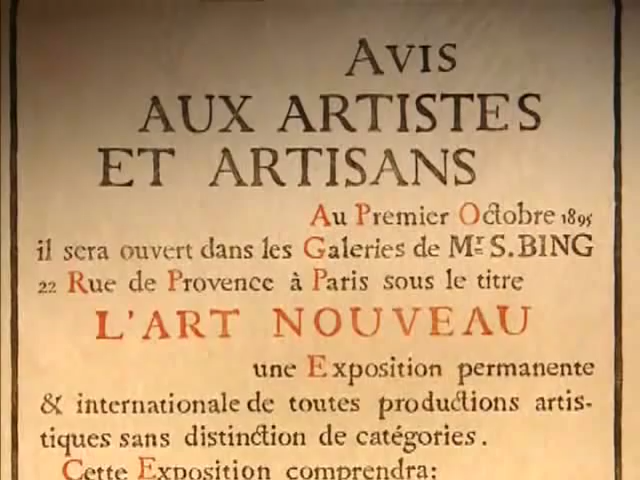 AVIS
AUX ARTISTES
ET ARTISANS
Au Premier Octobre 1895
il sera ouvert dans les Galeries de Mr. S. BING
22 Rue de Provence à Paris sous le titre
L'ART NOUVEAU
une Exposition permanente
& internationale de toutes productions artis-
tiques sans distinction de catégories.
Cette Exposition comprendra: